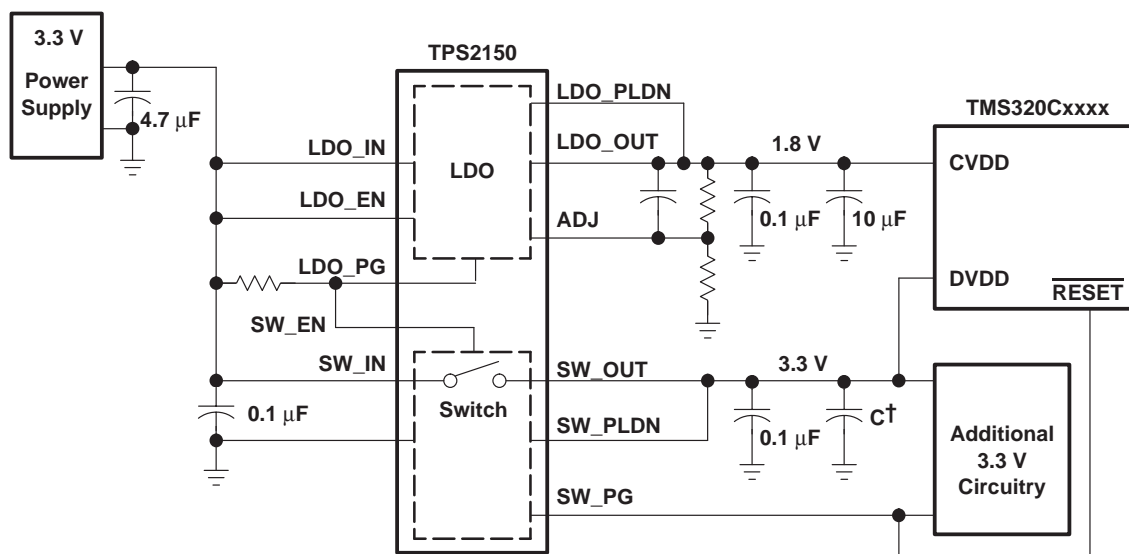 3.3 V
Power
Supply
4.7 μF
TPS2150
LDO_PLDN
TMS320Cxxxx
LDO_IN
LDO
LDO_OUT
1.8 V
CVDD
LDO_EN
ADJ
0.1 μF
10 μF
LDO_PG
DVDD
RESET
SW_EN
SW_IN
SW_OUT
3.3 V
0.1 μF
Switch
SW_PLDN
0.1 μF
C†
Additional
3.3 V
Circuitry
SW_PG